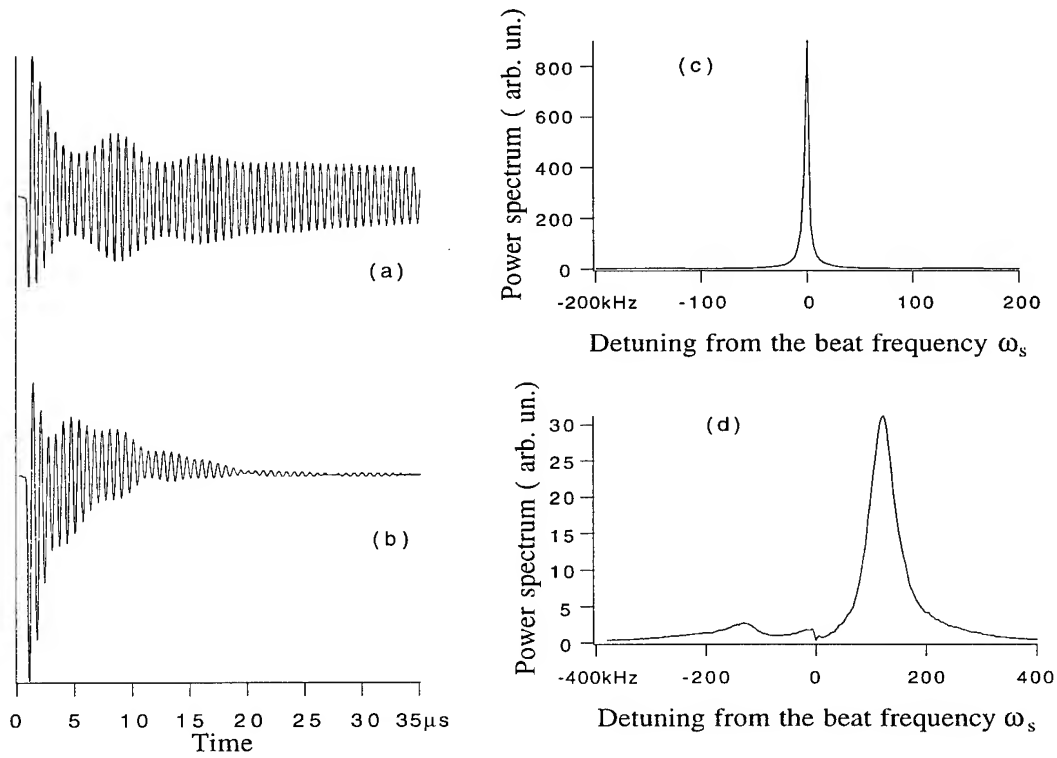 (a)
(b)
0 5 10 15 20 25 30 35μs
Time
(c)
Power spectrum ( arb. un.)
800
600
400
200
0
-200kHz -100 0 100 200
Detuning from the beat frequency ωs
(d)
Power spectrum ( arb. un.)
30
25
20
15
10
5
0
-400kHz -200 0 200 400
Detuning from the beat frequency ωs